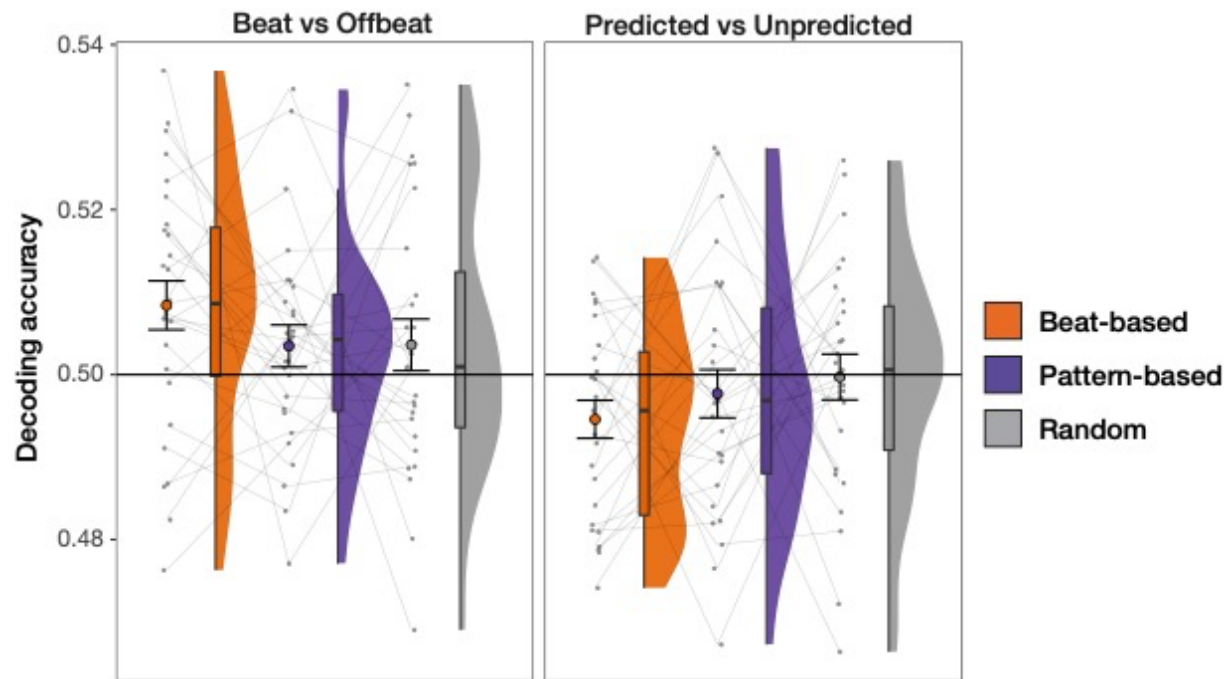 Beat vs Offbeat
Predicted vs Unpredicted
Decoding accuracy
0.54
0.52
0.50
0.48
Beat-based
Pattern-based
Random